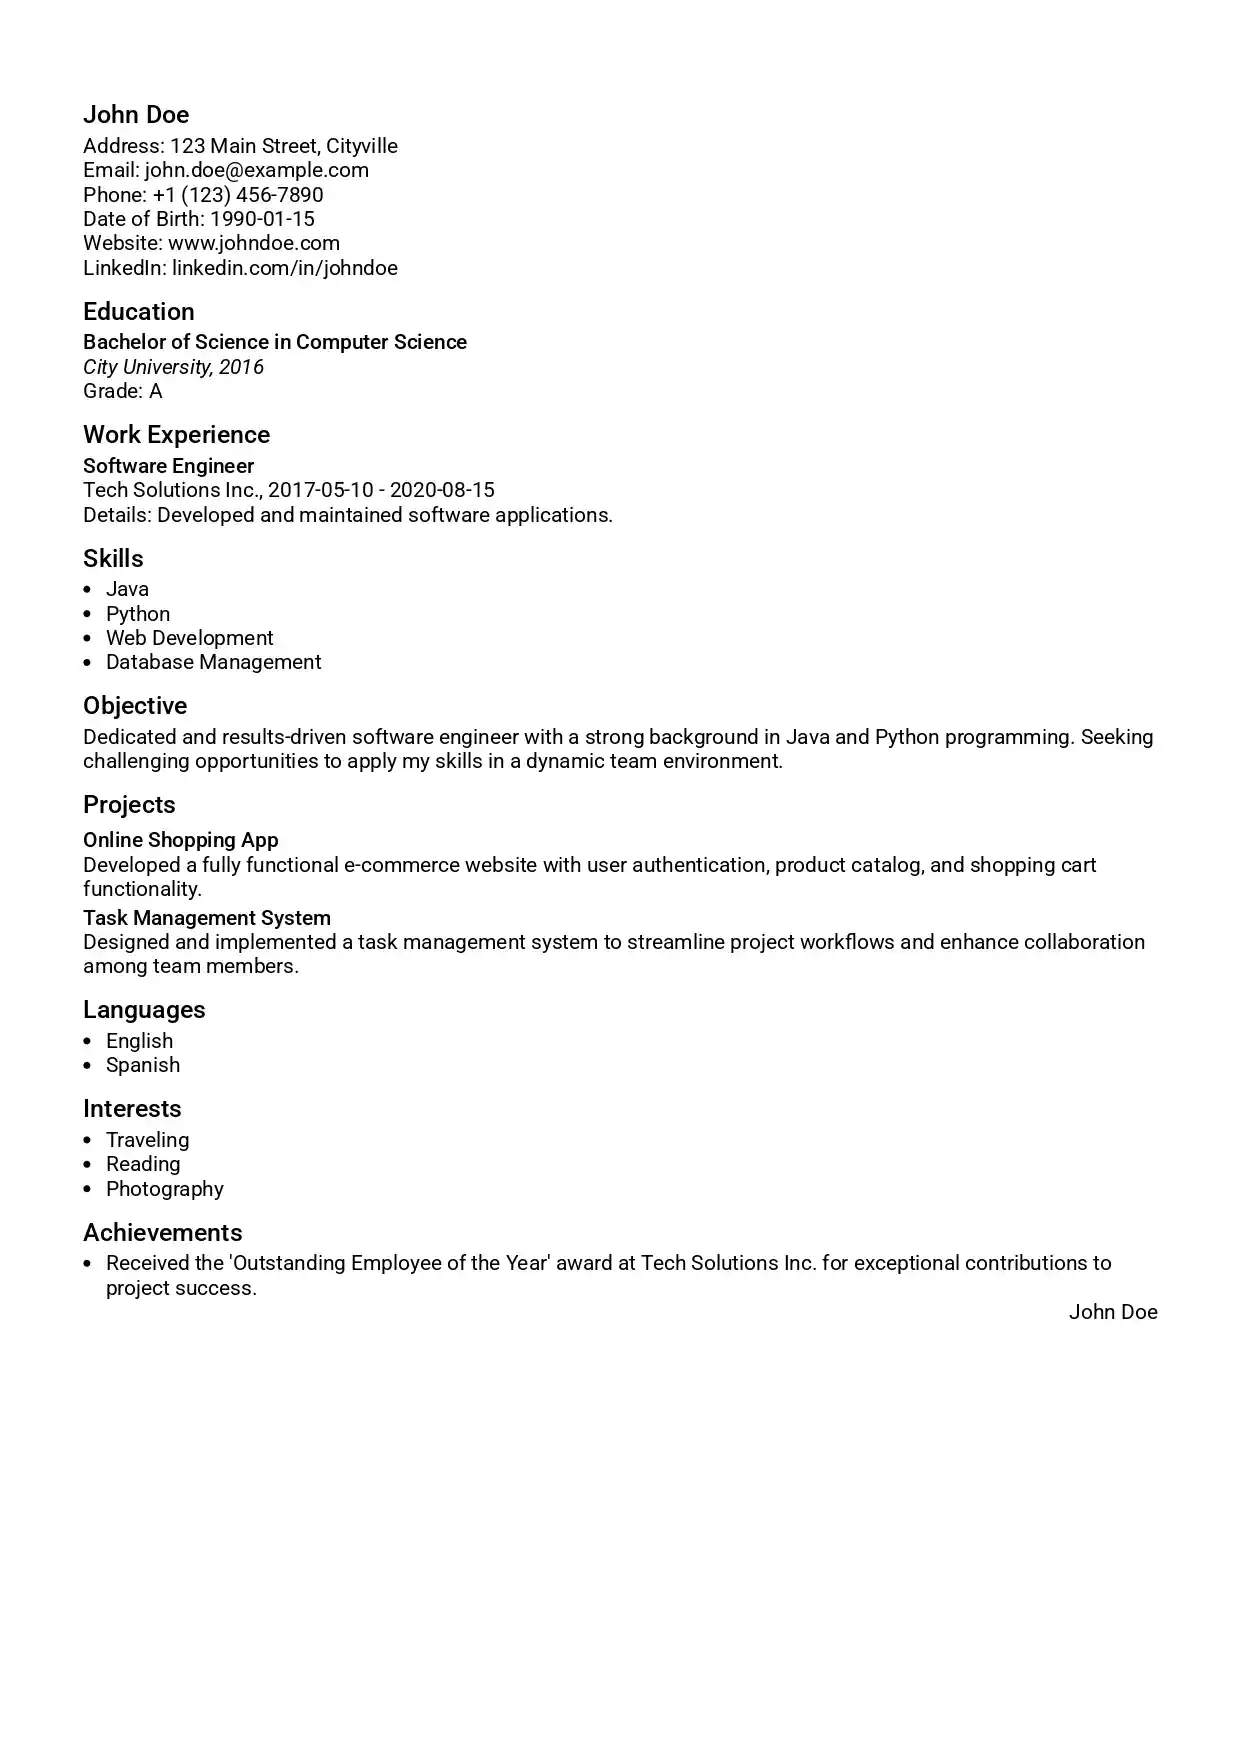 John Doe
Address: 123 Main Street, Cityville
Email: john.doe@example.com
Phone: +1 (123) 456-7890
Date of Birth: 1990-01-15
Website: www.johndoe.com
LinkedIn: linkedin.com/in/johndoe
Education
Bachelor of Science in Computer Science
City University, 2016
Grade: A
Work Experience
Software Engineer
Tech Solutions Inc., 2017-05-10 - 2020-08-15
Details: Developed and maintained software applications.
Skills
• Java
• Python
• Web Development
• Database Management
Objective
Dedicated and results-driven software engineer with a strong background in Java and Python programming. Seeking
challenging opportunities to apply my skills in a dynamic team environment.
Projects
Online Shopping App
Developed a fully functional e-commerce website with user authentication, product catalog, and shopping cart
functionality.
Task Management System
Designed and implemented a task management system to streamline project workflows and enhance collaboration
among team members.
Languages
• English
• Spanish
Interests
• Traveling
• Reading
• Photography
Achievements
• Received the 'Outstanding Employee of the Year' award at Tech Solutions Inc. for exceptional contributions to
project success.
John Doe